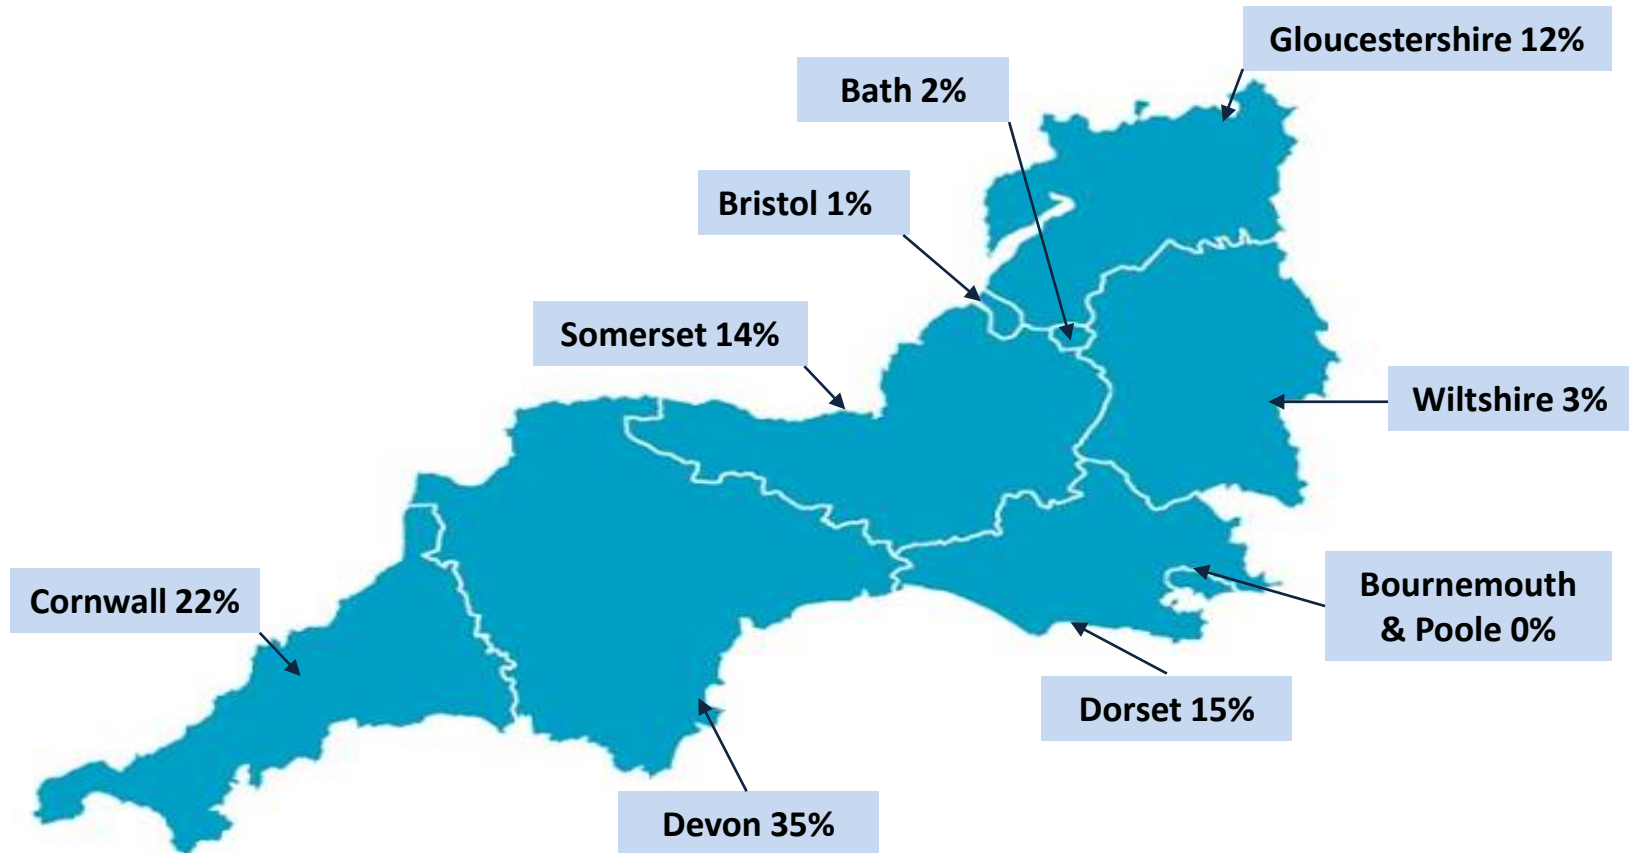 Gloucestershire 12%
Bath 2%
Bristol 1%
Somerset 14%
Wiltshire 3%
Cornwall 22%
Bournemouth
& Poole 0%
Dorset 15%
Devon 35%